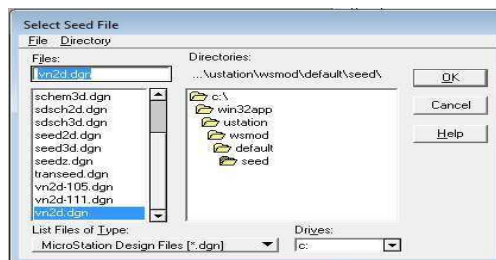 Select Seed File
File Directory
Files:
vn2d.dgn
schem3d.dgn
sdsch2d.dgn
sdsch3d.dgn
seed2d.dgn
seed3d.dgn
seedz.dgn
transeed.dgn
vn2d-105.dgn
vn2d-111.dgn
vn2d.dgn
List Files of Type:
MicroStation Design Files [*.dgn]
Directories:
...\ustation\wsmod\default\seed\
c:\
win32app
ustation
wsmod
default
seed
Drives:
c:
OK
Cancel
Help